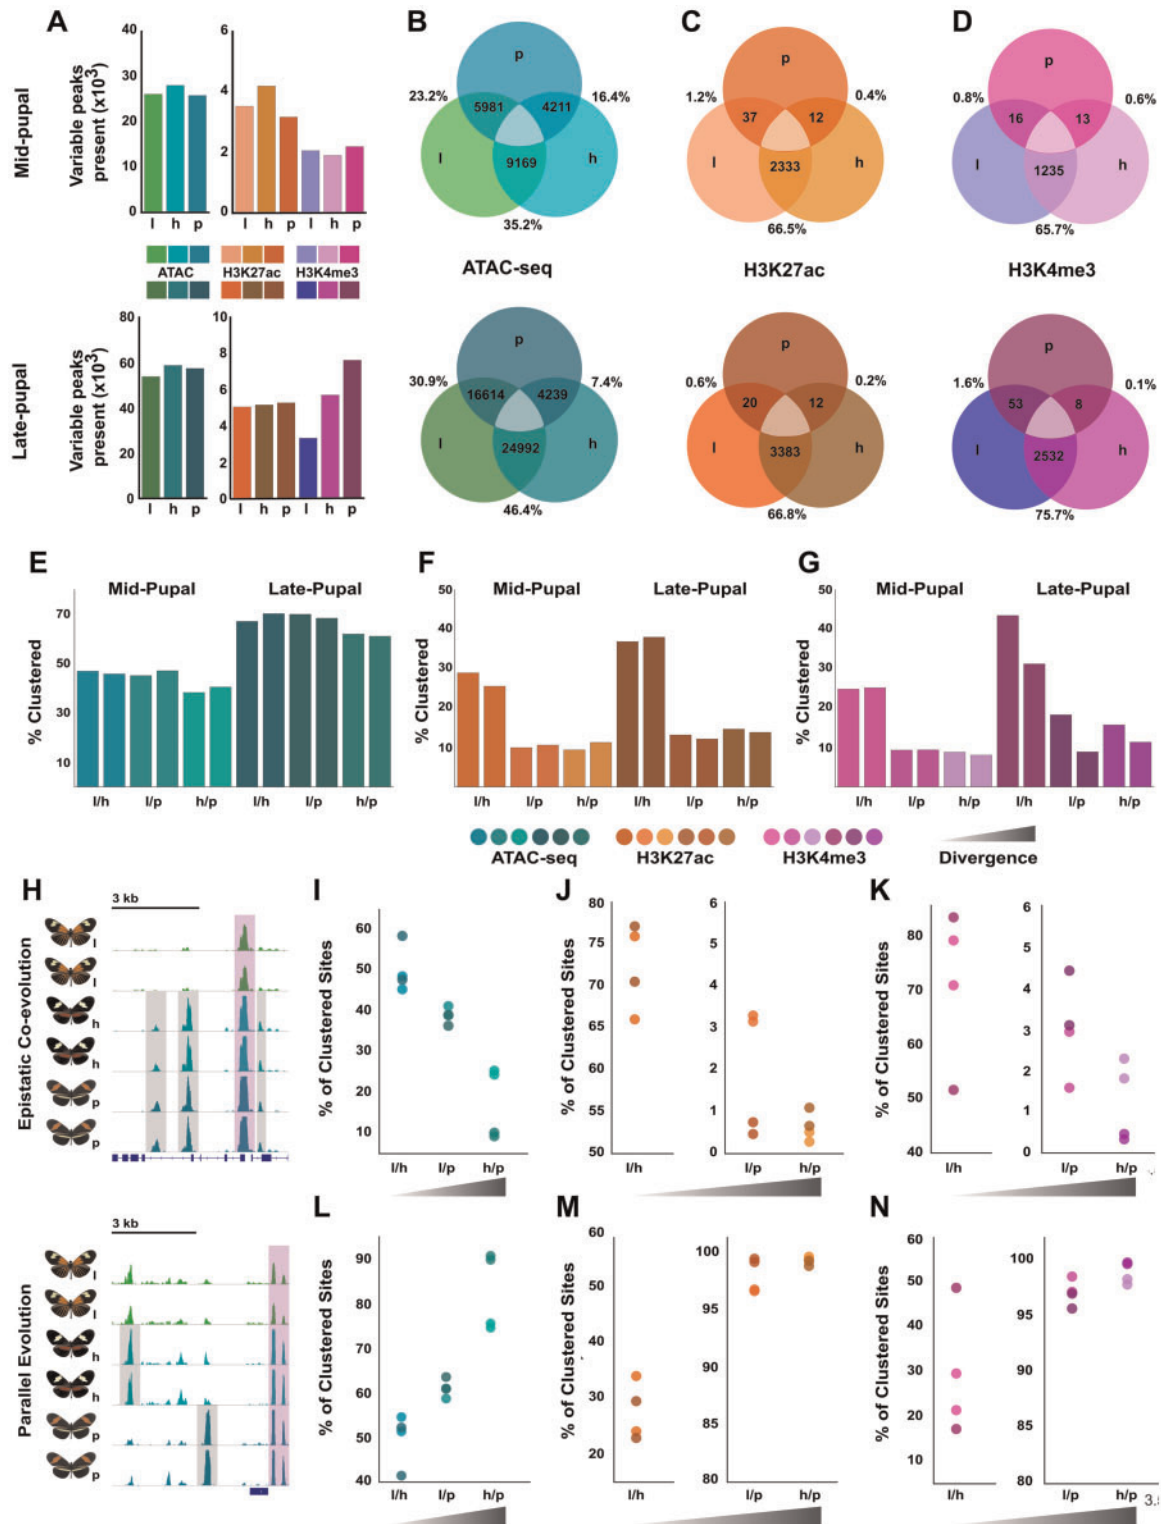 A
B
C
D
Mid-pupal
Variable peaks
present (x10³)
40
30
20
10
0
l h p
6
4
2
0
l h p l h p
p
23.2%
5981
4211
16.4%
l
9169
h
35.2%
p
1.2%
37
12
0.4%
l
2333
h
66.5%
p
0.8%
16
13
0.6%
l
1235
h
65.7%
ATAC H3K27ac H3K4me3
ATAC-seq
H3K27ac
H3K4me3
Late-pupal
Variable peaks
present (x10³)
80
60
40
20
0
l h p
10
8
6
4
2
0
l h p l h p
p
30.9%
16614
4239
7.4%
l
24992
h
46.4%
p
0.6%
20
12
0.2%
l
3383
h
66.8%
p
1.6%
53
8
0.1%
l
2532
h
75.7%
E
Mid-Pupal Late-Pupal
% Clustered
70
50
30
10
l/h l/p h/p l/h l/p h/p
F
Mid-Pupal Late-Pupal
% Clustered
50
40
30
20
10
l/h l/p h/p l/h l/p h/p
G
Mid-Pupal Late-Pupal
% Clustered
50
40
30
20
10
l/h l/p h/p l/h l/p h/p
ATAC-seq H3K27ac H3K4me3 Divergence
H
3 kb
Epistatic Co-evolution
l
l
h
h
p
p
I
% of Clustered Sites
60
50
40
30
20
10
l/h l/p h/p
J
% of Clustered Sites
80
75
70
65
60
55
50
l/h
6
5
4
3
2
1
0
l/p h/p
K
% of Clustered Sites
80
70
60
50
40
l/h
6
5
4
3
2
1
0
l/p h/p
3 kb
Parallel Evolution
l
l
h
h
p
p
L
% of Clustered Sites
90
80
70
60
50
40
l/h l/p h/p
M
% of Clustered Sites
60
50
40
30
20
l/h
100
95
90
85
80
l/p h/p
N
% of Clustered Sites
60
50
40
30
20
10
l/h
100
95
90
85
80
l/p h/p